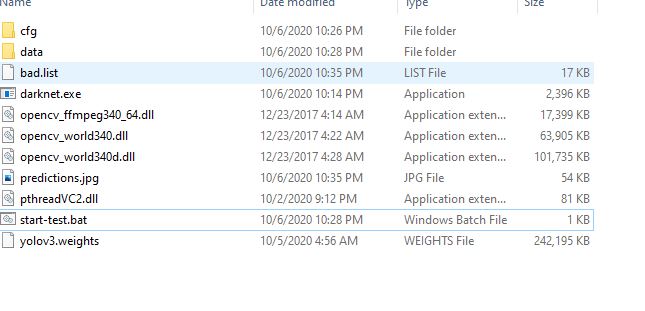 Name Date modified Type Size
cfg 10/6/2020 10:26 PM File folder
data 10/6/2020 10:28 PM File folder
bad.list 10/6/2020 10:35 PM LIST File 17 KB
darknet.exe 10/6/2020 10:14 PM Application 2,396 KB
opencv_ffmpeg340_64.dll 12/23/2017 4:14 AM Application exten... 17,399 KB
opencv_world340.dll 12/23/2017 4:22 AM Application exten... 63,905 KB
opencv_world340d.dll 12/23/2017 4:28 AM Application exten... 101,735 KB
predictions.jpg 10/6/2020 10:35 PM JPG File 54 KB
pthreadVC2.dll 10/2/2020 9:12 PM Application exten... 81 KB
start-test.bat 10/6/2020 10:28 PM Windows Batch File 1 KB
yolov3.weights 10/5/2020 4:56 AM WEIGHTS File 242,195 KB